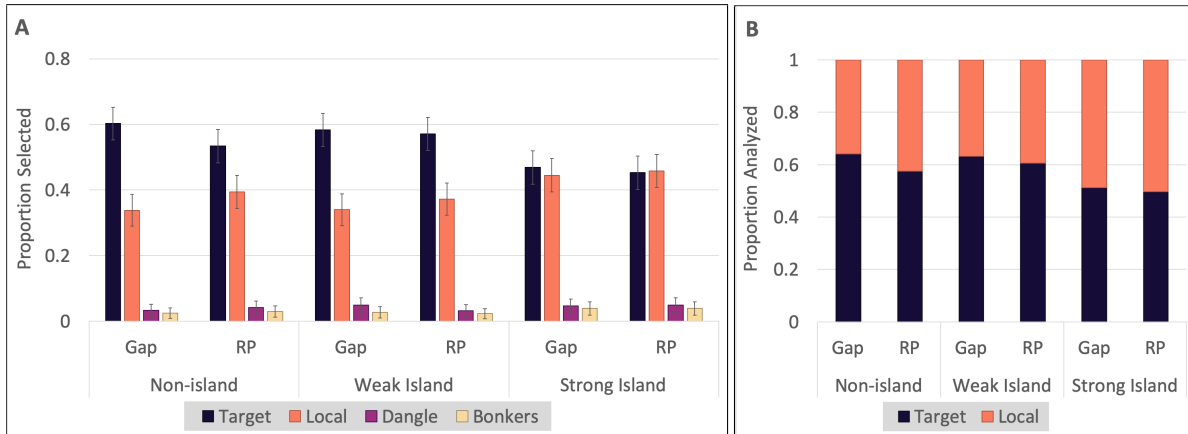 A
Proportion Selected
0.8
0.6
0.4
0.2
0
Gap RP Gap RP Gap RP
Non-island Weak Island Strong Island
Target Local Dangle Bonkers
B
Proportion Analyzed
1
0.8
0.6
0.4
0.2
0
Gap RP Gap RP Gap RP
Non-island Weak Island Strong Island
Target Local